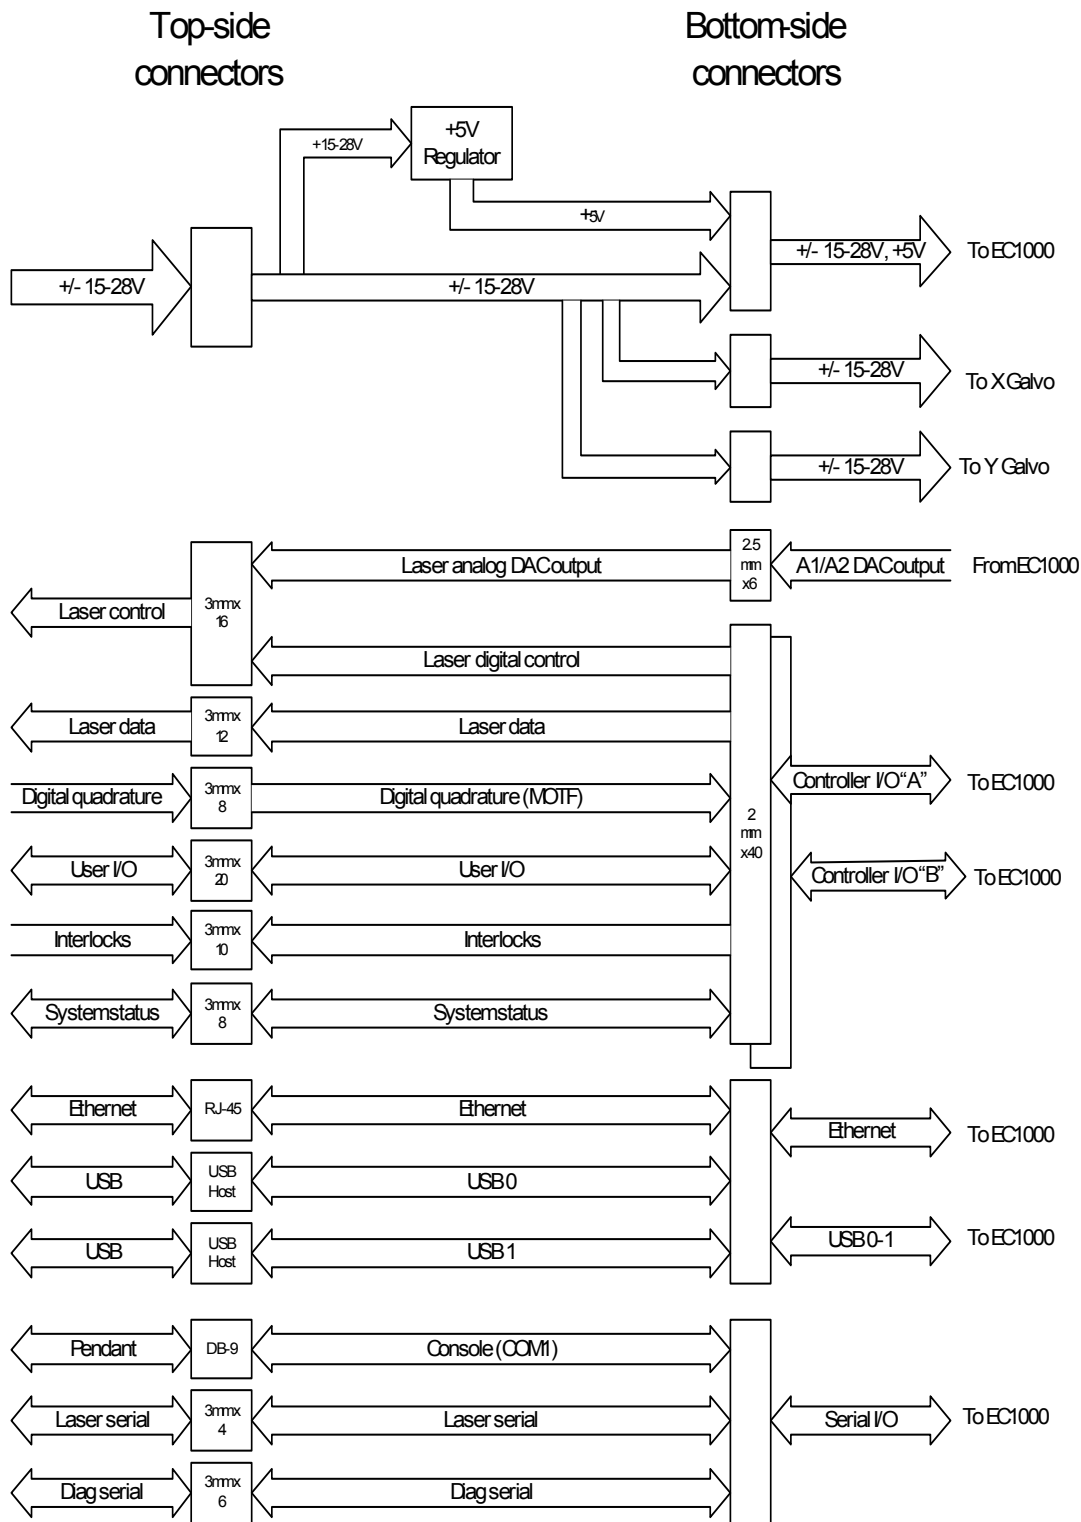 Top-side
connectors
Bottom-side
connectors
+5V
Regulator
+15-28V
+5V
+/- 15-28V, +5V
To EC1000
+/- 15-28V
+/- 15-28V
+/- 15-28V
To X Galvo
+/- 15-28V
To Y Galvo
2.5
mm
x6
Laser analog DAC output
A1/A2 DAC output
From EC1000
Laser control
3mm x
16
Laser digital control
Laser data
3mm x
12
Laser data
Digital quadrature
3mm x
8
Digital quadrature (MOTF)
Controller I/O “A”
To EC1000
2
mm
x40
User I/O
3mm x
20
User I/O
Controller I/O “B”
To EC1000
Interlocks
3mm x
10
Interlocks
System status
3mm x
8
System status
Ethernet
RJ-45
Ethernet
Ethernet
To EC1000
USB
USB
Host
USB 0
USB
USB
Host
USB 1
USB 0-1
To EC1000
Pendant
DB-9
Console (COM1)
Laser serial
3mm x
4
Laser serial
Serial I/O
To EC1000
Diag serial
3mm x
6
Diag serial